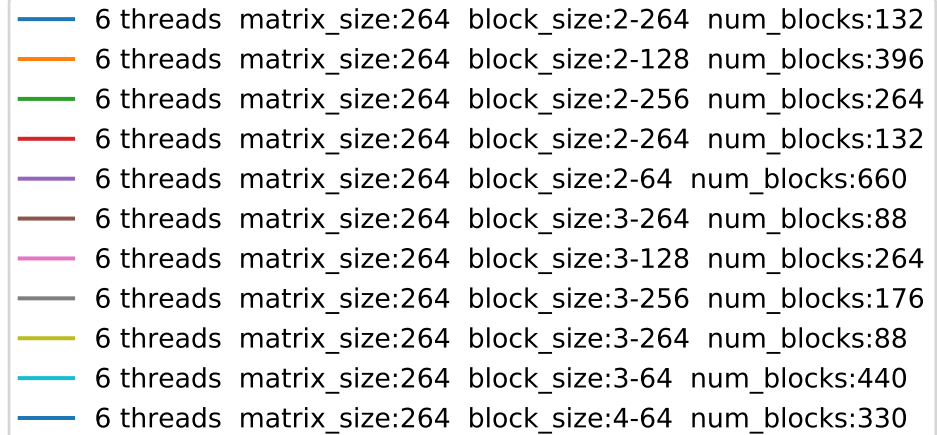 6 threads matrix_size:264 block_size:2-264 num_blocks:132
6 threads matrix_size:264 block_size:2-128 num_blocks:396
6 threads matrix_size:264 block_size:2-256 num_blocks:264
6 threads matrix_size:264 block_size:2-264 num_blocks:132
6 threads matrix_size:264 block_size:2-64 num_blocks:660
6 threads matrix_size:264 block_size:3-264 num_blocks:88
6 threads matrix_size:264 block_size:3-128 num_blocks:264
6 threads matrix_size:264 block_size:3-256 num_blocks:176
6 threads matrix_size:264 block_size:3-264 num_blocks:88
6 threads matrix_size:264 block_size:3-64 num_blocks:440
6 threads matrix_size:264 block_size:4-64 num_blocks:330